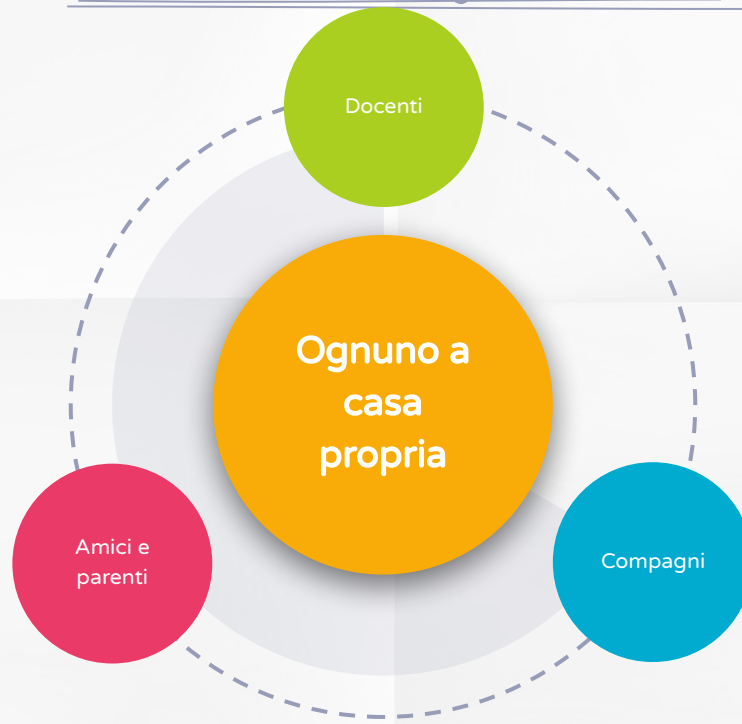 Docenti
Ognuno a
casa
propria
Amici e
parenti
Compagni